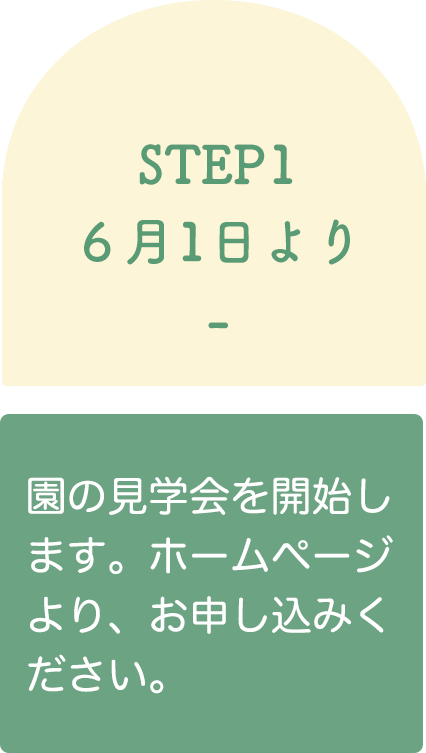 STEP1
６月1日より
-
園の見学会を開始し
ます。ホームページ
より、お申し込みく
ださい。